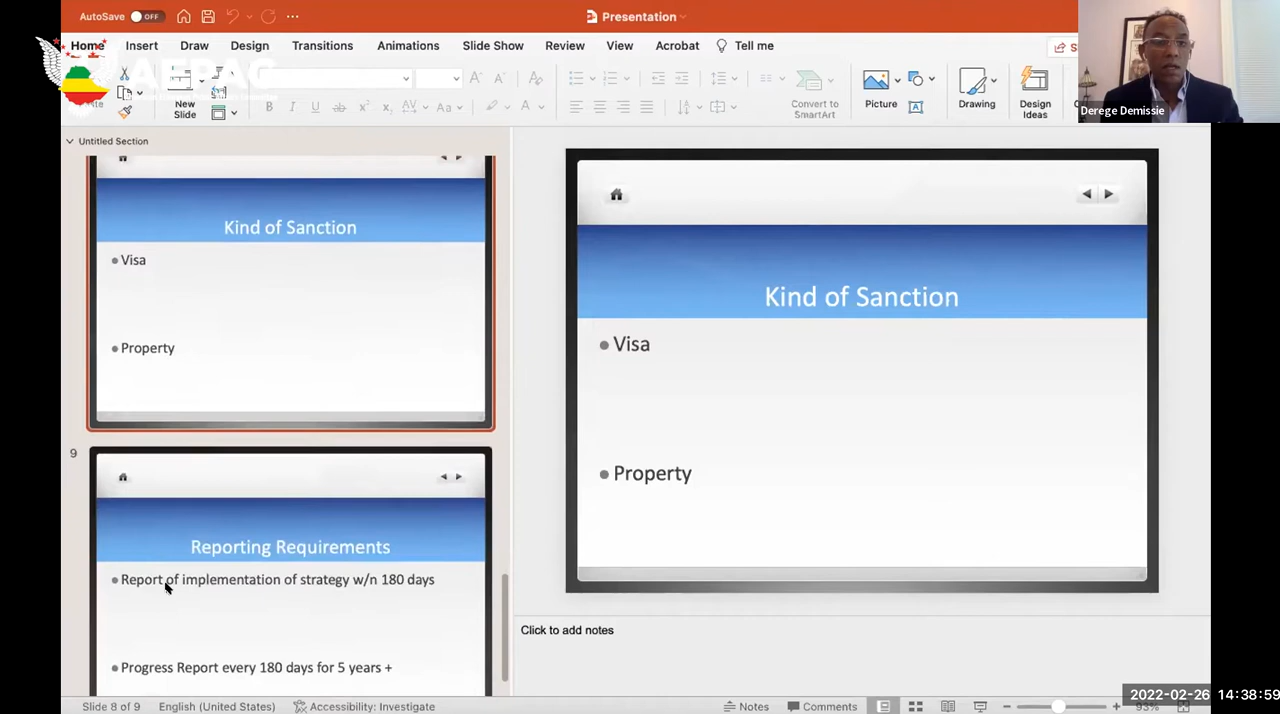 AutoSave OFF
Presentation
Home Insert Draw Design Transitions Animations Slide Show Review View Acrobat Tell me
AEPAG
New
Slide
Convert to
SmartArt
Picture
Drawing
Design
Ideas
Derege Demissie
Untitled Section
Kind of Sanction
Visa
Property
9
Reporting Requirements
Report of implementation of strategy w/n 180 days
Progress Report every 180 days for 5 years +
Kind of Sanction
Visa
Property
Click to add notes
Slide 8 of 9 English (United States) Accessibility: Investigate Notes Comments 93%
2022-02-26 14:38:59